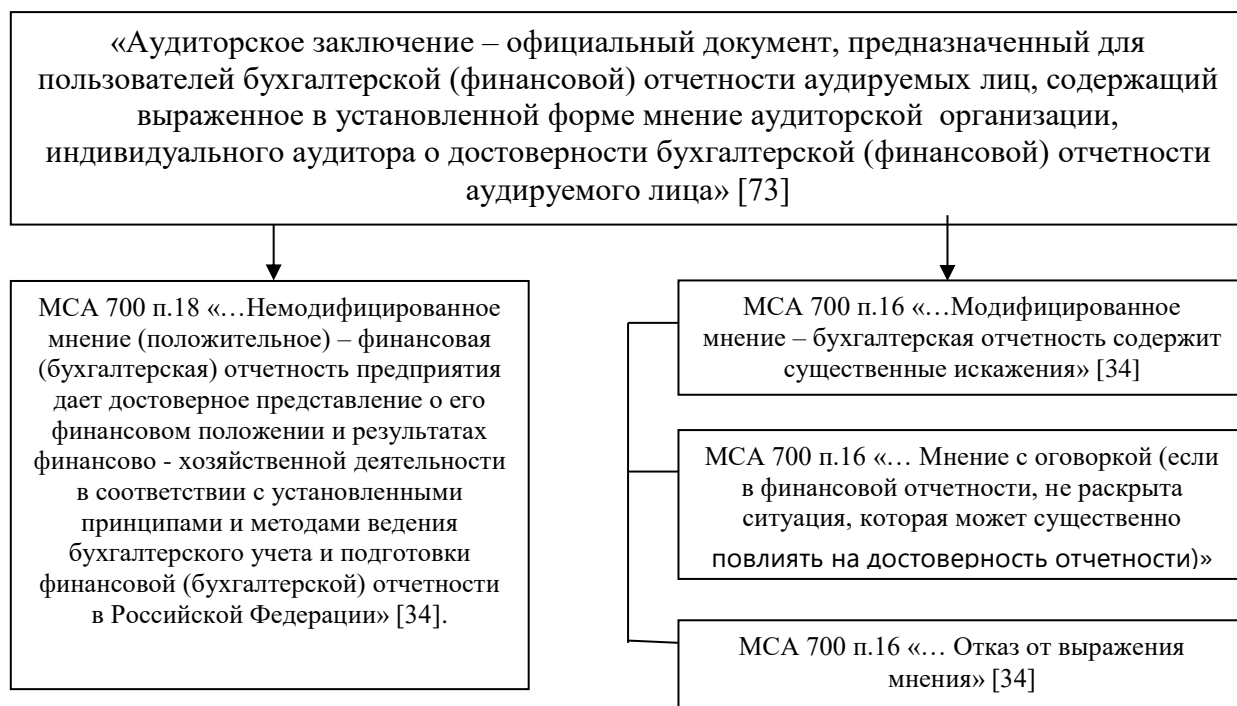 «Аудиторское заключение – официальный документ, предназначенный для
пользователей бухгалтерской (финансовой) отчетности аудируемых лиц, содержащий
выраженное в установленной форме мнение аудиторской организации,
индивидуального аудитора о достоверности бухгалтерской (финансовой) отчетности
аудируемого лица» [73]
МСА 700 п.18 «…Немодифицированное
мнение (положительное) – финансовая
(бухгалтерская) отчетность предприятия
дает достоверное представление о его
финансовом положении и результатах
финансово - хозяйственной деятельности
в соответствии с установленными
принципами и методами ведения
бухгалтерского учета и подготовки
финансовой (бухгалтерской) отчетности
в Российской Федерации» [34].
МСА 700 п.16 «…Модифицированное
мнение – бухгалтерская отчетность содержит
существенные искажения» [34]
МСА 700 п.16 «… Мнение с оговоркой (если
в финансовой отчетности, не раскрыта
ситуация, которая может существенно
повлиять на достоверность отчетности)»
МСА 700 п.16 «… Отказ от выражения
мнения» [34]